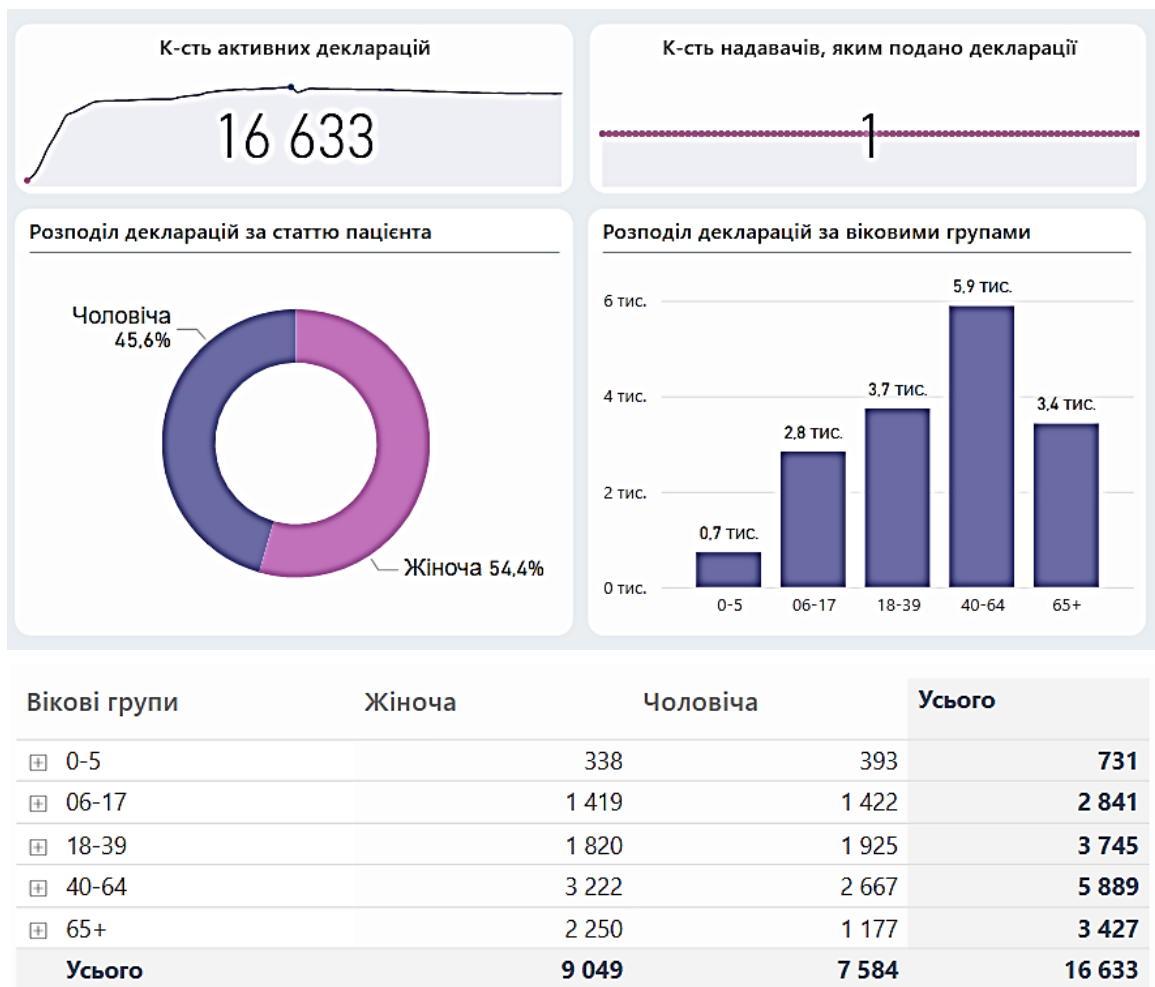 К-сть активних декларацій
16 633
К-сть надавачів, яким подано декларації
1
Розподіл декларацій за статтю пацієнта
Чоловіча
45,6%
Жіноча 54,4%
Розподіл декларацій за віковими групами
6 тис.
4 тис.
2 тис.
0 тис.
0,7 тис.
2,8 тис.
3,7 тис.
5,9 тис.
3,4 тис.
0-5 06-17 18-39 40-64 65+
Вікові групи Жіноча Чоловіча Усього
0-5 338 393 731
06-17 1 419 1 422 2 841
18-39 1 820 1 925 3 745
40-64 3 222 2 667 5 889
65+ 2 250 1 177 3 427
Усього 9 049 7 584 16 633